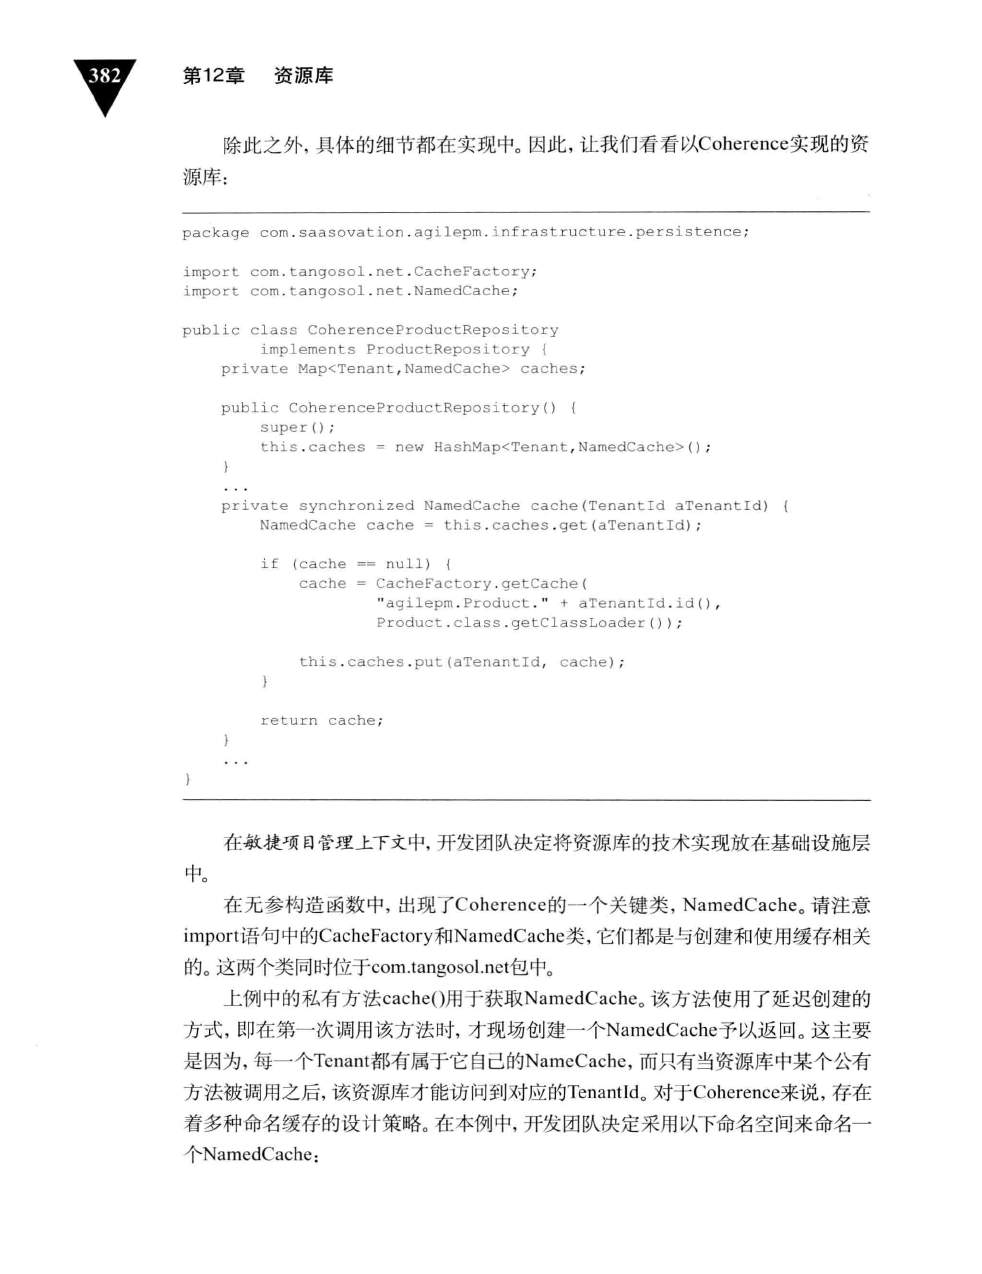 382
第12章 资源库
除此之外, 具体的细节都在实现中。因此, 让我们看看以Coherence实现的资
源库:
package com.saasovation.agilepm.infrastructure.persistence;
import com.tangosol.net.CacheFactory;
import com.tangosol.net.NamedCache;
public class CoherenceProductRepository
        implements ProductRepository {
    private Map<Tenant,NamedCache> caches;
    public CoherenceProductRepository() {
        super();
        this.caches = new HashMap<Tenant,NamedCache>();
    }
    ...
    private synchronized NamedCache cache(TenantId aTenantId) {
        NamedCache cache = this.caches.get(aTenantId);
        if (cache == null) {
            cache = CacheFactory.getCache(
                    "agilepm.Product." + aTenantId.id(),
                    Product.class.getClassLoader());
            this.caches.put(aTenantId, cache);
        }
        return cache;
    }
    ...
}
在敏捷项目管理上下文中, 开发团队决定将资源库的技术实现放在基础设施层
中。
在无参构造函数中, 出现了Coherence的一个关键类, NamedCache。请注意
import语句中的CacheFactory和NamedCache类, 它们都是与创建和使用缓存相关
的。这两个类同时位于com.tangosol.net包中。
上例中的私有方法cache()用于获取NamedCache。该方法使用了延迟创建的
方式, 即在第一次调用该方法时, 才现场创建一个NamedCache予以返回。这主要
是因为, 每一个Tenant都有属于它自己的NameCache, 而只有当资源库中某个公有
方法被调用之后, 该资源库才能访问到对应的TenantId。对于Coherence来说, 存在
着多种命名缓存的设计策略。在本例中, 开发团队决定采用以下命名空间来命名一
个NamedCache: